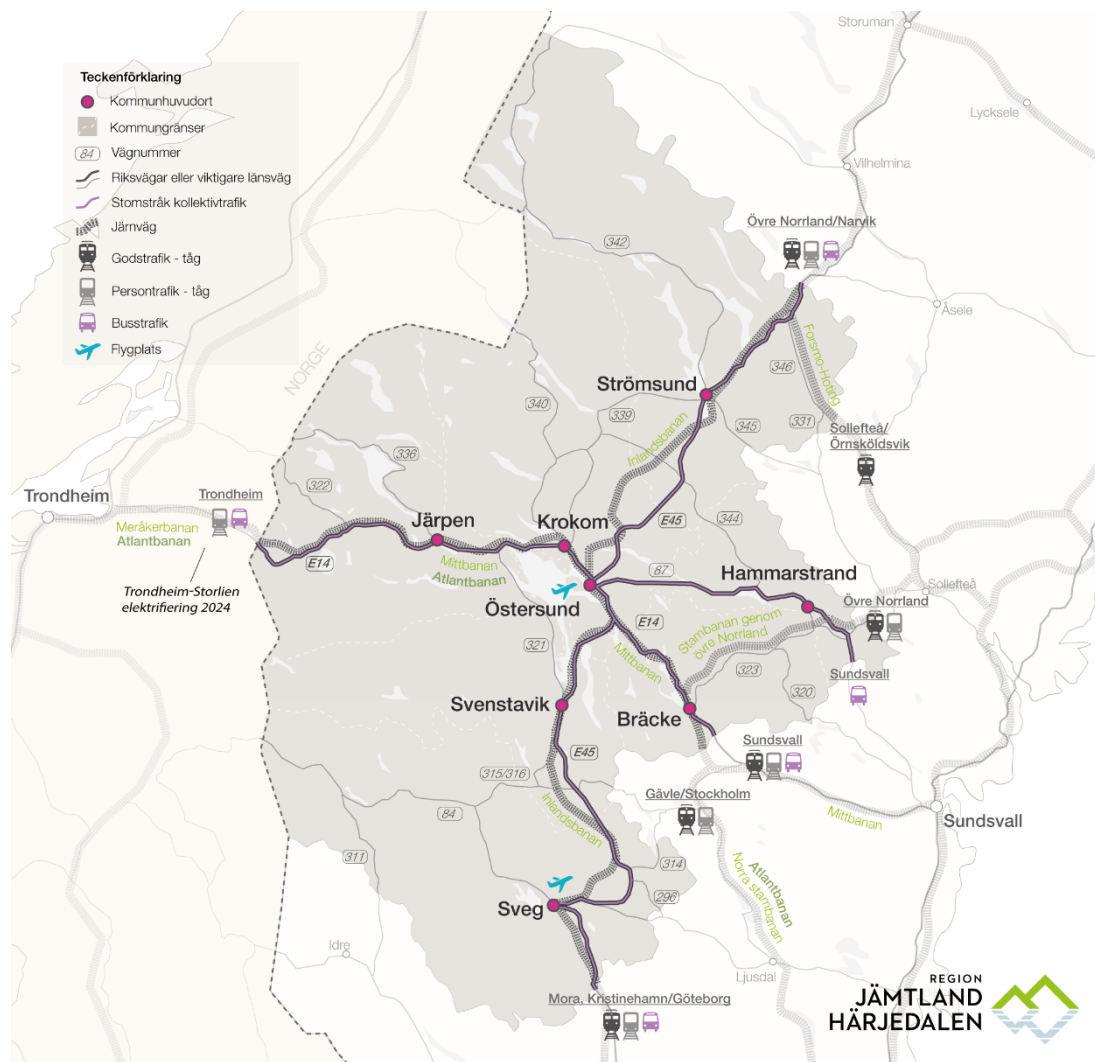 Teckenförklaring
Kommunhuvudort
Kommungränser
84 Vägnummer
Riksvägar eller viktigare länsväg
Stomstråk kollektivtrafik
Järnväg
Godstrafik - tåg
Persontrafik - tåg
Busstrafik
Flygplats
Storuman
Lycksele
Vilhelmina
Övre Norrland/Narvik
342
Åsele
NORGE
Forsmo-Hoting
346
Strömsund
340
339
345
331
Inlandsbanan
Sollefteå/
Örnsköldsvik
336
322
Trondheim
Trondheim
Meråkerbanan
Atlantbanan
Järpen
Krokom
E45
344
E14
Mittbanan
Atlantbanan
87
Hammarstrand
Trondheim-Storlien
elektrifiering 2024
Östersund
Sollefteå
Övre Norrland
E14
Stambanan genom
övre Norrland
321
Mittbanan
323
320
Sundsvall
Svenstavik
Bräcke
Sundsvall
E45
315/316
Gävle/Stockholm
84
Inlandsbanan
Mittbanan
Sundsvall
311
314
Atlantbanan
Norra stambanan
296
Sveg
Idre
Ljusdal
Mora, Kristinehamn/Göteborg
REGION
JÄMTLAND
HÄRJEDALEN